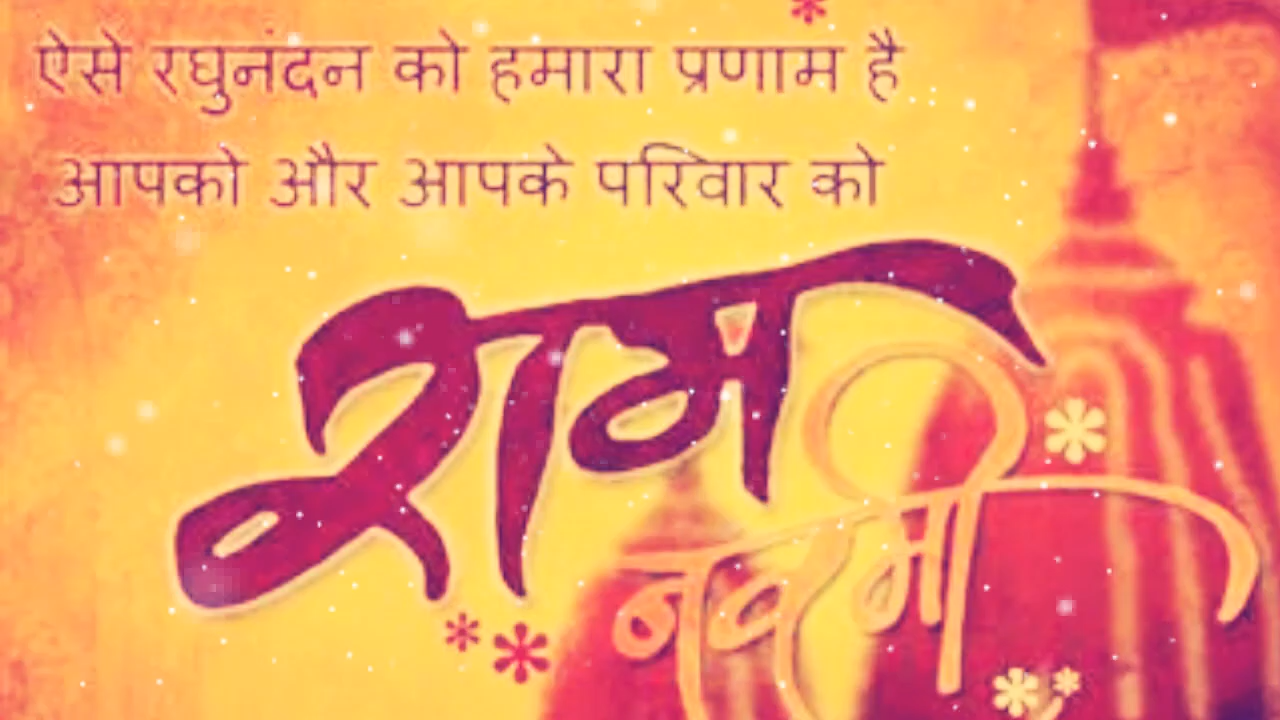 ऐसे रघुनंदन को हमारा प्रणाम है
आपको और आपके परिवार को
राम
नवमी